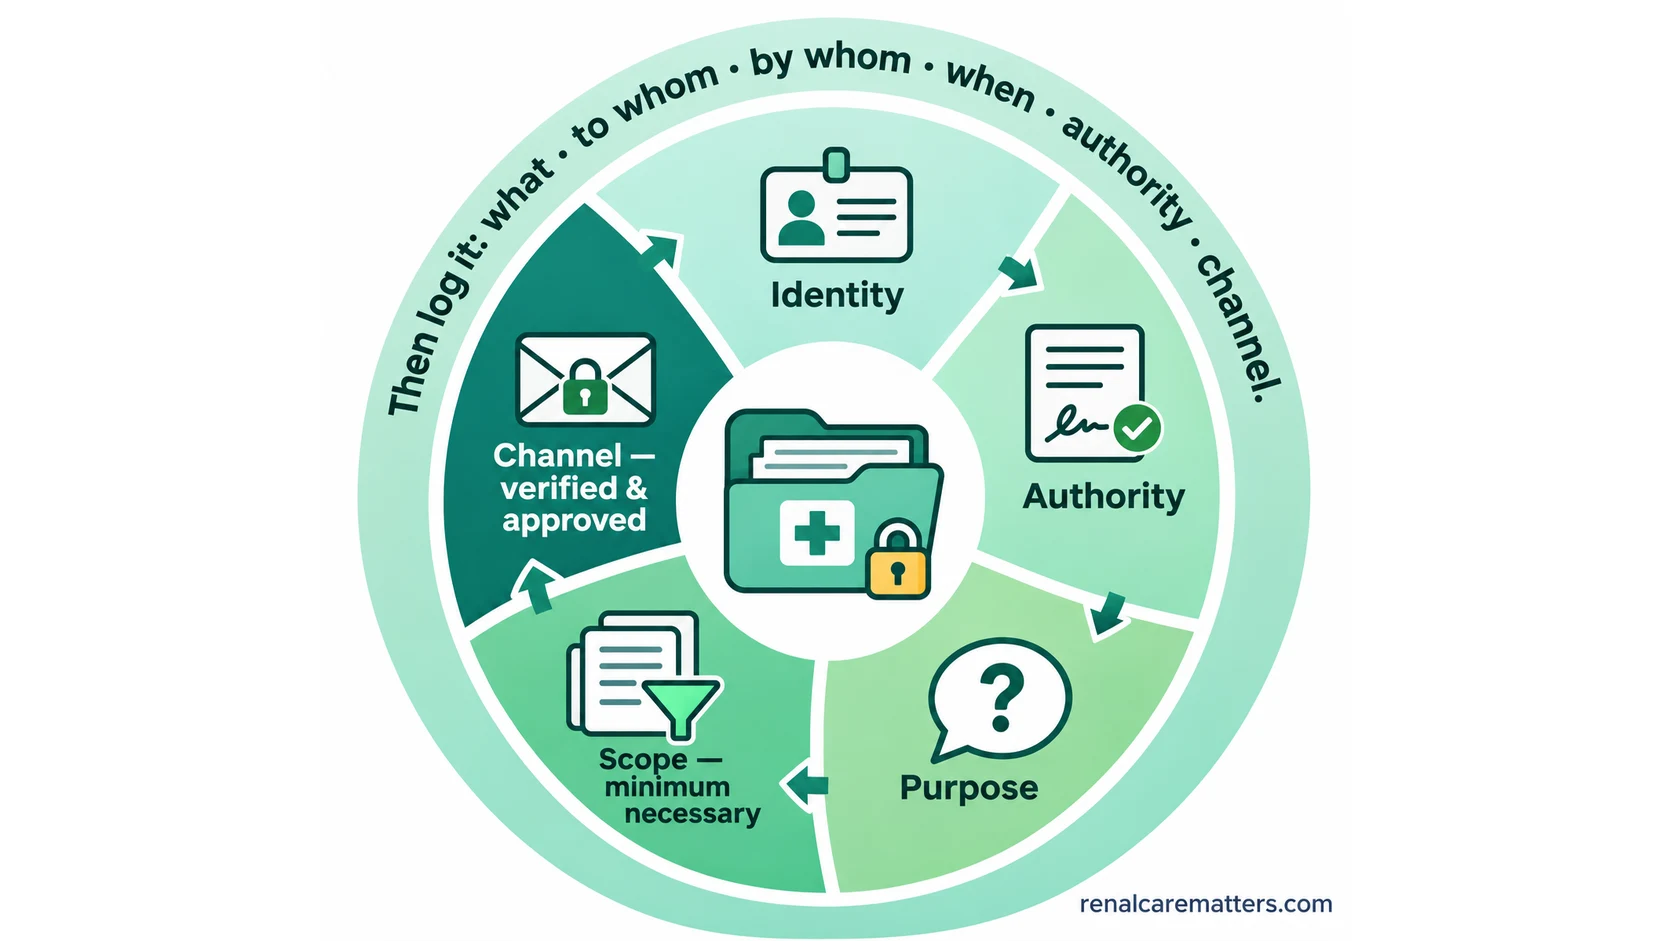 Then log it: what · to whom · by whom · when · authority · channel.
Identity
Authority
Purpose
Scope —
minimum
necessary
Channel —
verified &
approved
renalcarematters.com